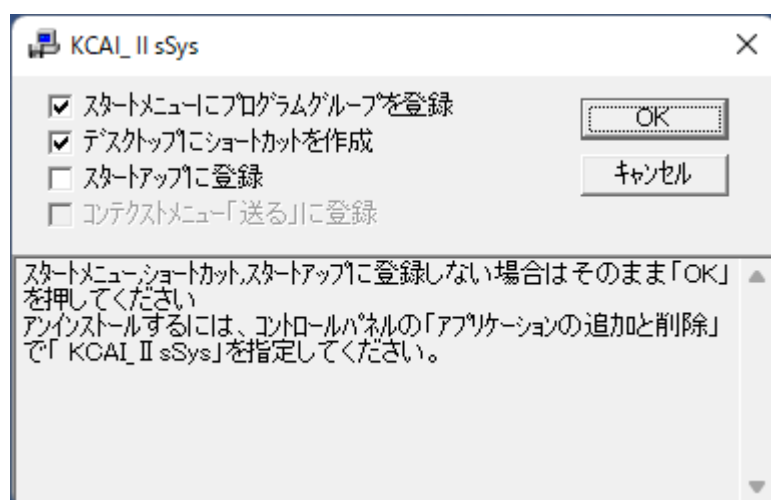 KCAI_ II sSys
スタートメニューにプログラムグループを登録
デスクトップにショートカットを作成
スタートアップに登録
コンテクストメニュー「送る」に登録
OK
キャンセル
スタートメニュー,ショートカット,スタートアップに登録しない場合はそのまま「OK」
を押してください
アンインストールするには、コントロールパネルの「アプリケーションの追加と削除」
で「 KCAI_Ⅱ sSys」を指定してください。